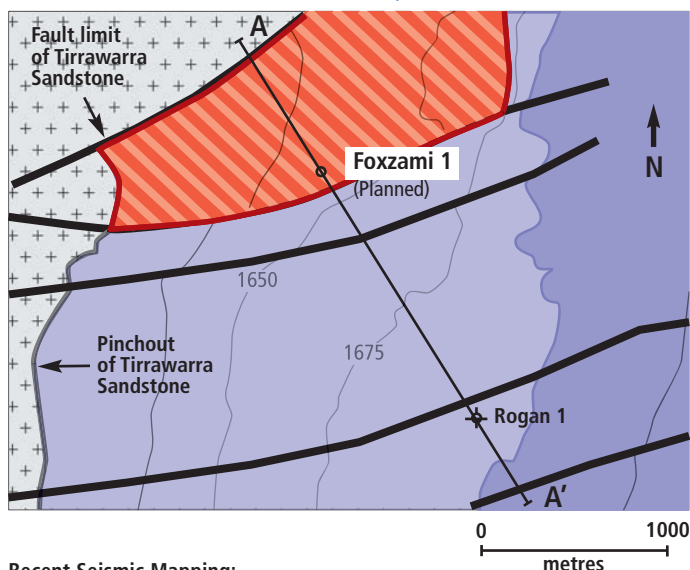 A
Fault limit
of Tirrawarra
Sandstone
Foxzami 1
(Planned)
N
1650
1675
Pinchout
of Tirrawarra
Sandstone
Rogan 1
A'
0 1000
metres
Recent Seismic Mapping: